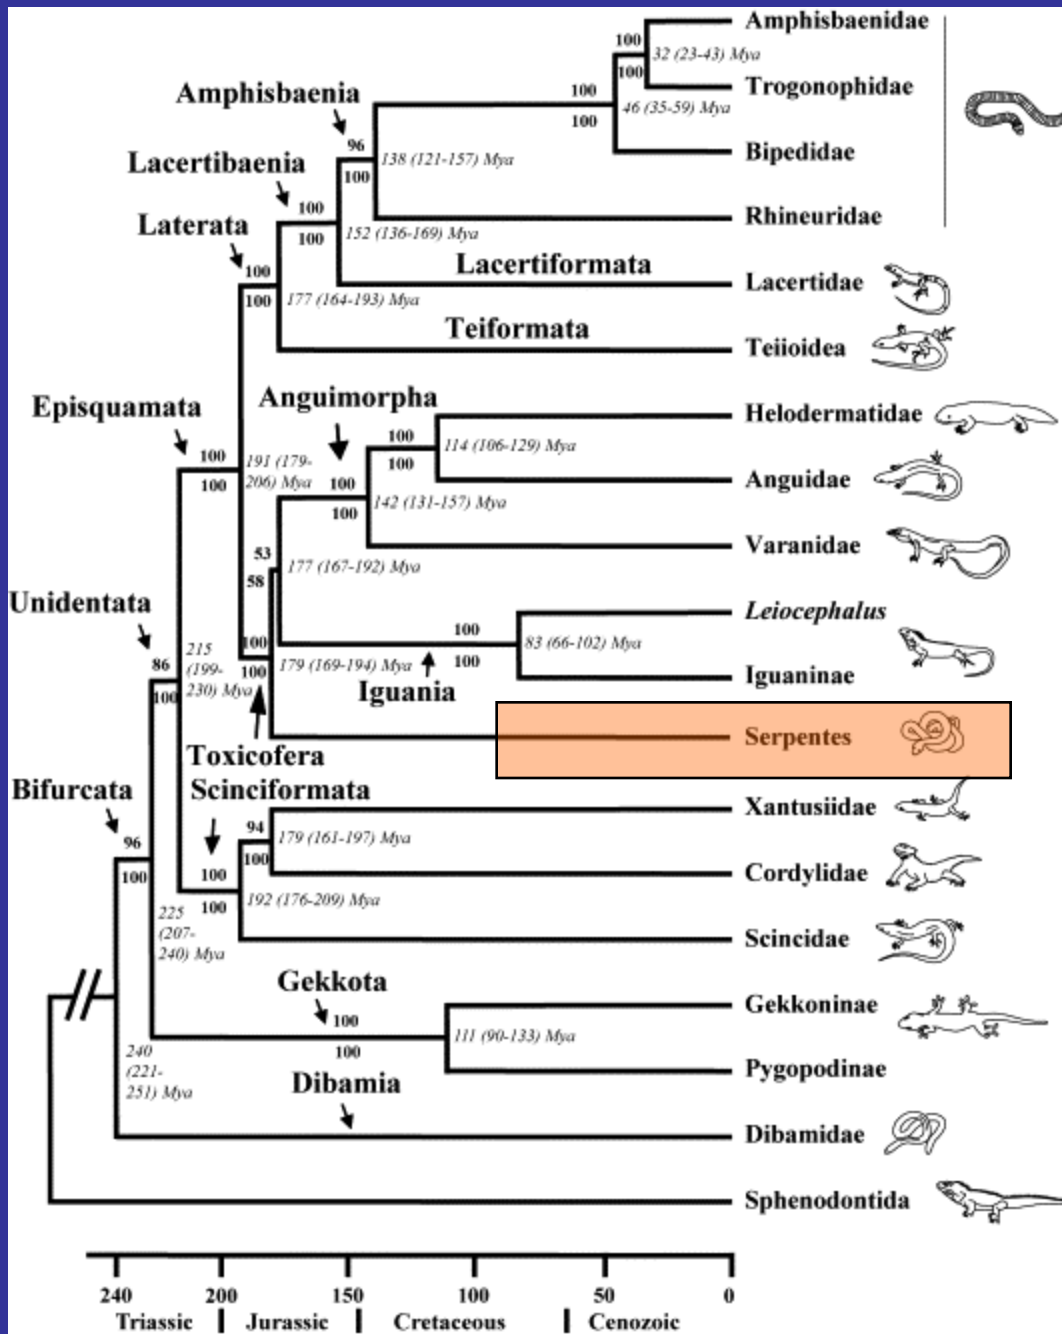 Amphisbaenidae
100
32 (23-43) Mya
100
Amphisbaenia
100
Trogonophidae
100
46 (35-59) Mya
96
138 (121-157) Mya
Bipedidae
Lacertibaenia
100
100
Rhineuridae
Laterata
100
152 (136-169) Mya
Lacertiformata
100
Lacertidae
100
177 (164-193) Mya
Teiformata
Teiioidea
Episquamata
Anguimorpha
Helodermatidae
100
114 (106-129) Mya
100
191 (179-
206) Mya
100
100
Anguidae
100
142 (131-157) Mya
100
53
Varanidae
58
177 (167-192) Mya
Unidentata
Leiocephalus
100
83 (66-102) Mya
100
215
(199-
230) Mya
86
100
100
100
179 (169-194) Mya
Iguania
Iguaninae
Serpentes
Toxicofera
Bifurcata
Scinciformata
Xantusiidae
94
179 (161-197) Mya
96
100
100
Cordylidae
100
100
192 (176-209) Mya
225
(207-
240) Mya
Scincidae
Gekkota
Gekkoninae
100
111 (90-133) Mya
100
240
(221-
251) Mya
Pygopodinae
Dibamia
Dibamidae
Sphenodontida
240 200 150 100 50 0
Triassic Jurassic Cretaceous Cenozoic